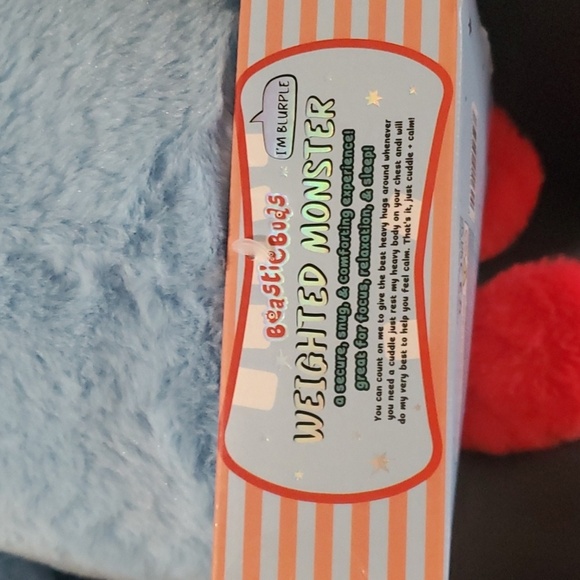 I'M BLURPLE
BeastieBuds
WEIGHTED MONSTER
a secure, snug, & comforting experience!
great for focus, relaxation, & sleep!
You can count on me to give the best heavy hugs around whenever
you need a cuddle just rest my heavy body on your chest andi will
do my very best to help you feel calm. That's it, just cuddle + calm!